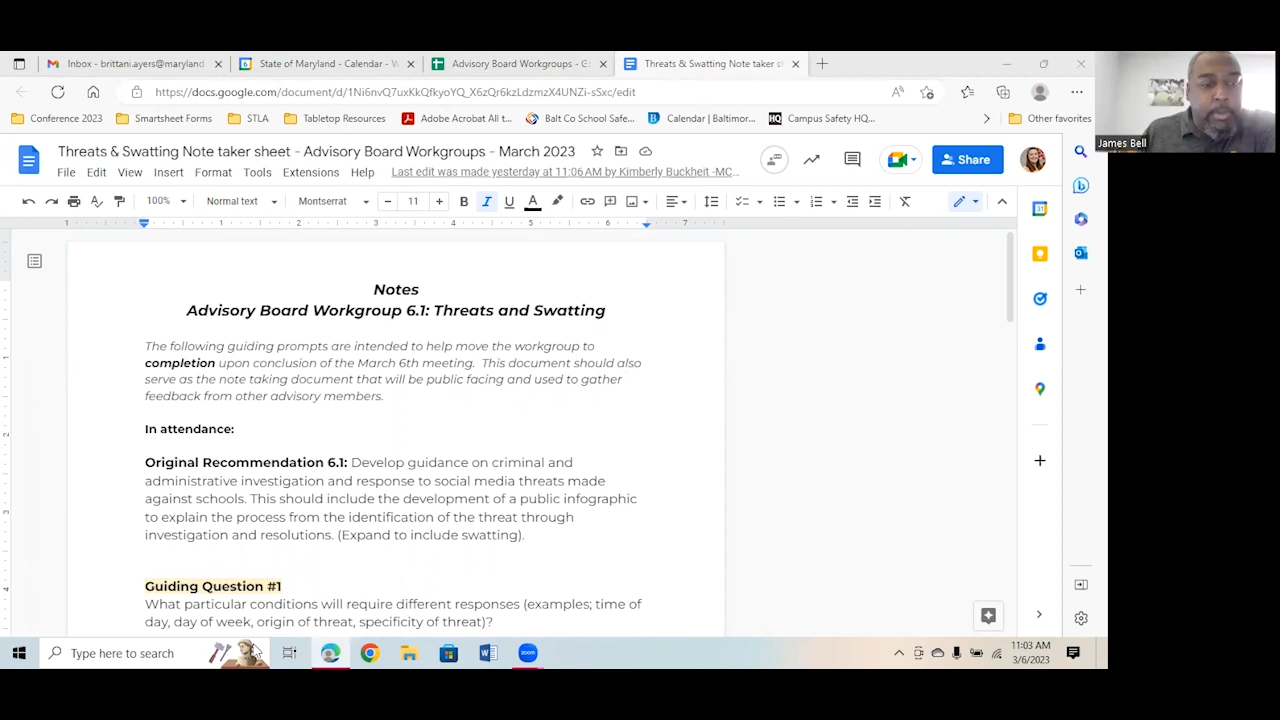 Inbox - brittani.ayers@maryland
State of Maryland - Calendar - W
Advisory Board Workgroups - G
Threats & Swatting Note taker sh
https://docs.google.com/document/d/1Ni6nvQ7uxKkQfkyoYQ_X6zQr6kzLdzmzX4UNZi-sSxc/edit
Conference 2023 Smartsheet Forms STLA Tabletop Resources Adobe Acrobat All t... Balt Co School Safe... Calendar | Baltimor... Campus Safety HQ... Other favorites
James Bell
Threats & Swatting Note taker sheet - Advisory Board Workgroups - March 2023
Share
File Edit View Insert Format Tools Extensions Help Last edit was made yesterday at 11:06 AM by Kimberly Buckheit -MC...
100% Normal text Montserrat 11 B I U A
1 1 2 3 4 5 6 7
Notes
Advisory Board Workgroup 6.1: Threats and Swatting
The following guiding prompts are intended to help move the workgroup to
completion upon conclusion of the March 6th meeting. This document should also
serve as the note taking document that will be public facing and used to gather
feedback from other advisory members.
In attendance:
Original Recommendation 6.1: Develop guidance on criminal and
administrative investigation and response to social media threats made
against schools. This should include the development of a public infographic
to explain the process from the identification of the threat through
investigation and resolutions. (Expand to include swatting).
Guiding Question #1
What particular conditions will require different responses (examples; time of
day, day of week, origin of threat, specificity of threat)?
Type here to search
zoom
11:03 AM
3/6/2023